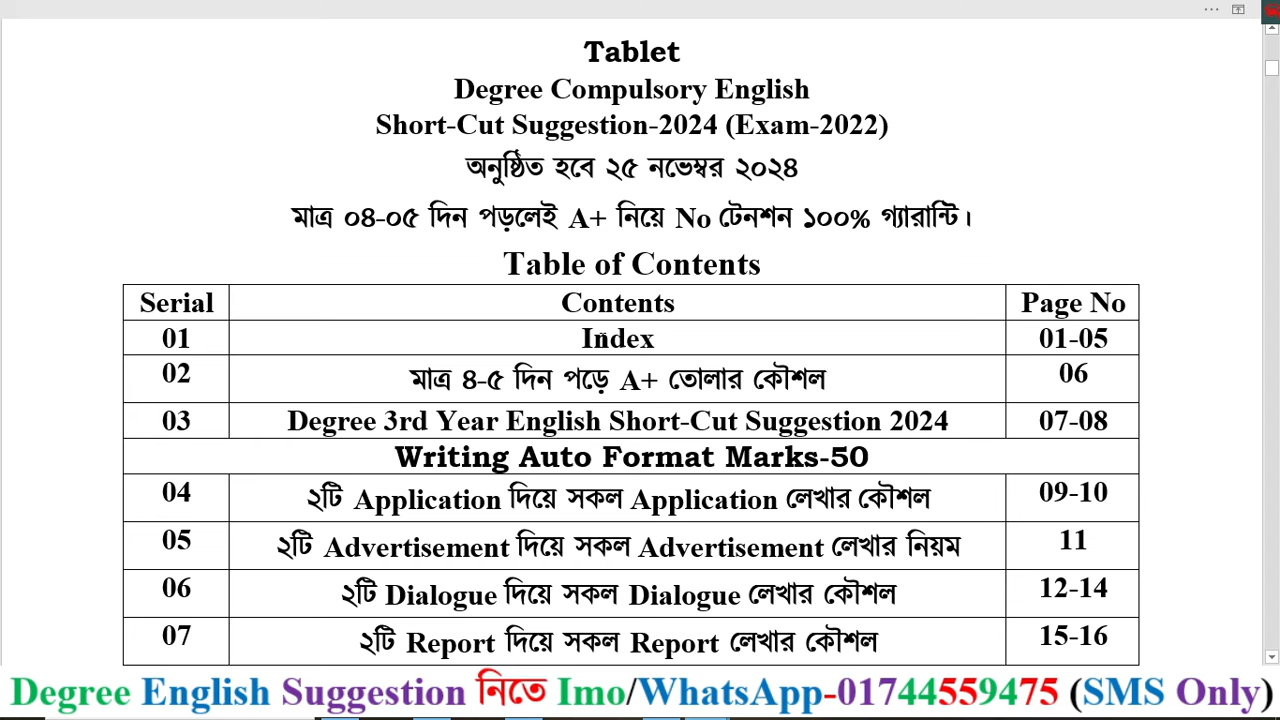 Tablet
Degree Compulsory English
Short-Cut Suggestion-2024 (Exam-2022)
অনুষ্ঠিত হবে ২৫ নভেম্বর ২০২৪
মাত্র ০৪-০৫ দিন পড়লেই A+ নিয়ে No টেনশন ১০০% গ্যারান্টি।
Table of Contents
Serial Contents Page No
01 Index 01-05
02 মাত্র ৪-৫ দিন পড়ে A+ তোলার কৌশল 06
03 Degree 3rd Year English Short-Cut Suggestion 2024 07-08
Writing Auto Format Marks-50
04 ২টি Application দিয়ে সকল Application লেখার কৌশল 09-10
05 ২টি Advertisement দিয়ে সকল Advertisement লেখার নিয়ম 11
06 ২টি Dialogue দিয়ে সকল Dialogue লেখার কৌশল 12-14
07 ২টি Report দিয়ে সকল Report লেখার কৌশল 15-16
Degree English Suggestion নিতে Imo/WhatsApp-01744559475 (SMS Only)